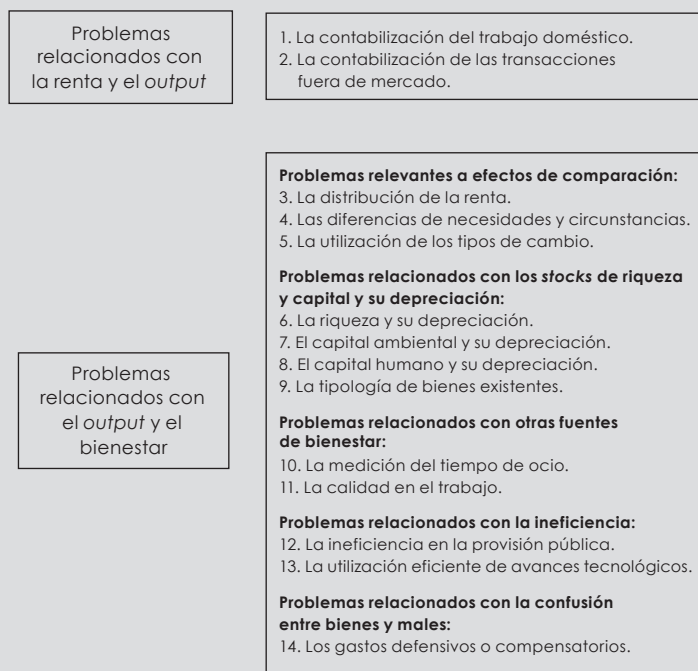 Problemas
relacionados con
la renta y el output
1. La contabilización del trabajo doméstico.
2. La contabilización de las transacciones
fuera de mercado.
Problemas
relacionados con
el output y el
bienestar
Problemas relevantes a efectos de comparación:
3. La distribución de la renta.
4. Las diferencias de necesidades y circunstancias.
5. La utilización de los tipos de cambio.
Problemas relacionados con los stocks de riqueza
y capital y su depreciación:
6. La riqueza y su depreciación.
7. El capital ambiental y su depreciación.
8. El capital humano y su depreciación.
9. La tipología de bienes existentes.
Problemas relacionados con otras fuentes
de bienestar:
10. La medición del tiempo de ocio.
11. La calidad en el trabajo.
Problemas relacionados con la ineficiencia:
12. La ineficiencia en la provisión pública.
13. La utilización eficiente de avances tecnológicos.
Problemas relacionados con la confusión
entre bienes y males:
14. Los gastos defensivos o compensatorios.